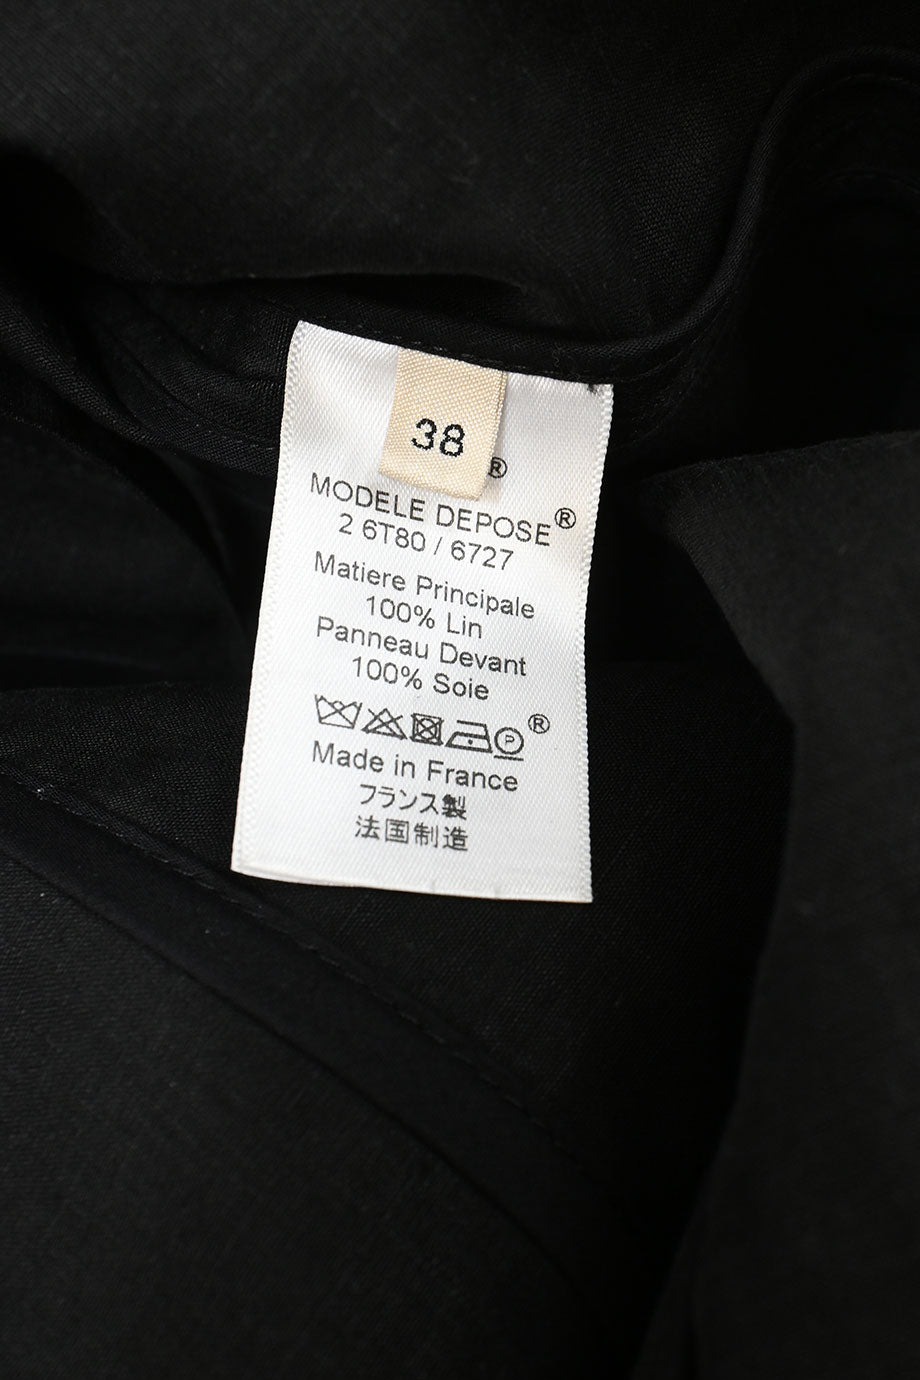 38
®
MODELE DEPOSE®
2 6T80 / 6727
Matiere Principale
100% Lin
Panneau Devant
100% Soie
P ®
Made in France
フランス製
法国制造